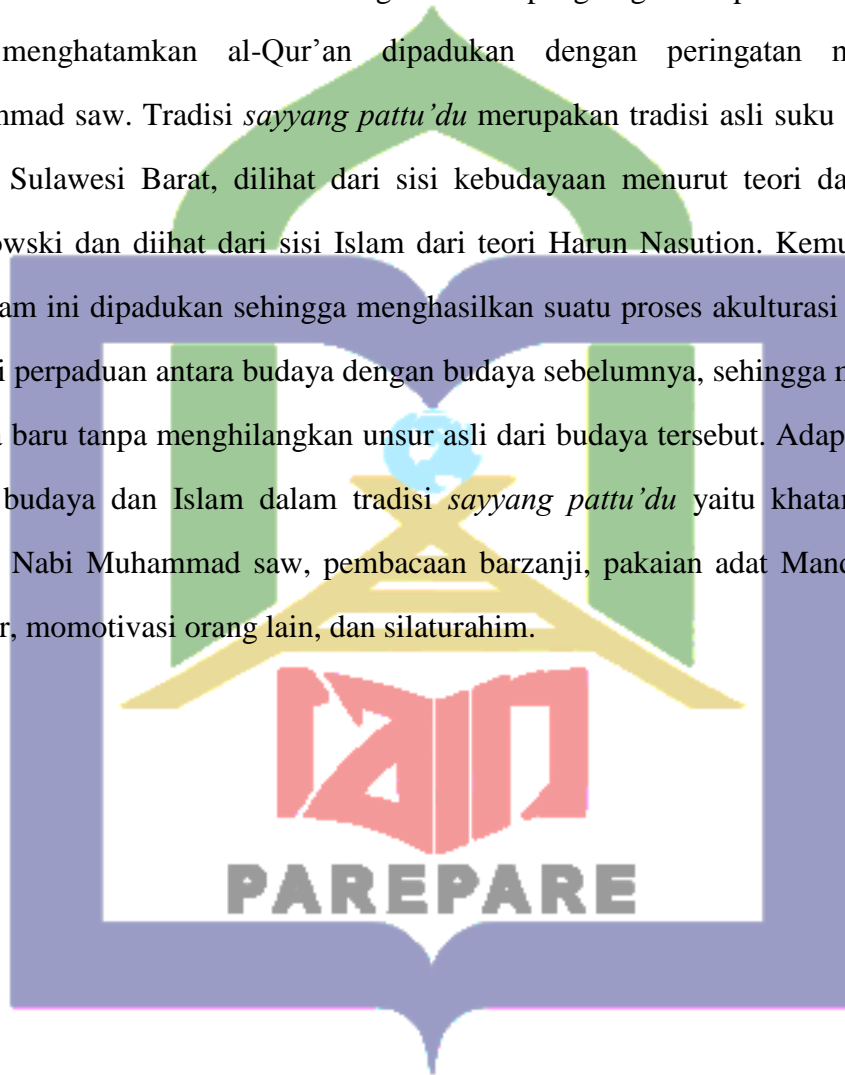 menghatamkan al-Qur’an dipadukan dengan peringatan
mmad saw. Tradisi sayyang pattu’du merupakan tradisi asli suku
Sulawesi Barat, dilihat dari sisi kebudayaan menurut teori da
owski dan diihat dari sisi Islam dari teori Harun Nasution. Kemu
am ini dipadukan sehingga menghasilkan suatu proses akulturasi
i perpaduan antara budaya dengan budaya sebelumnya, sehingga
baru tanpa menghilangkan unsur asli dari budaya tersebut. Adap
budaya dan Islam dalam tradisi sayyang pattu’du yaitu khatar
Nabi Muhammad saw, pembacaan barzanji, pakaian adat Mand
r, momotivasi orang lain, dan silaturahim.
iain
PAREPARE